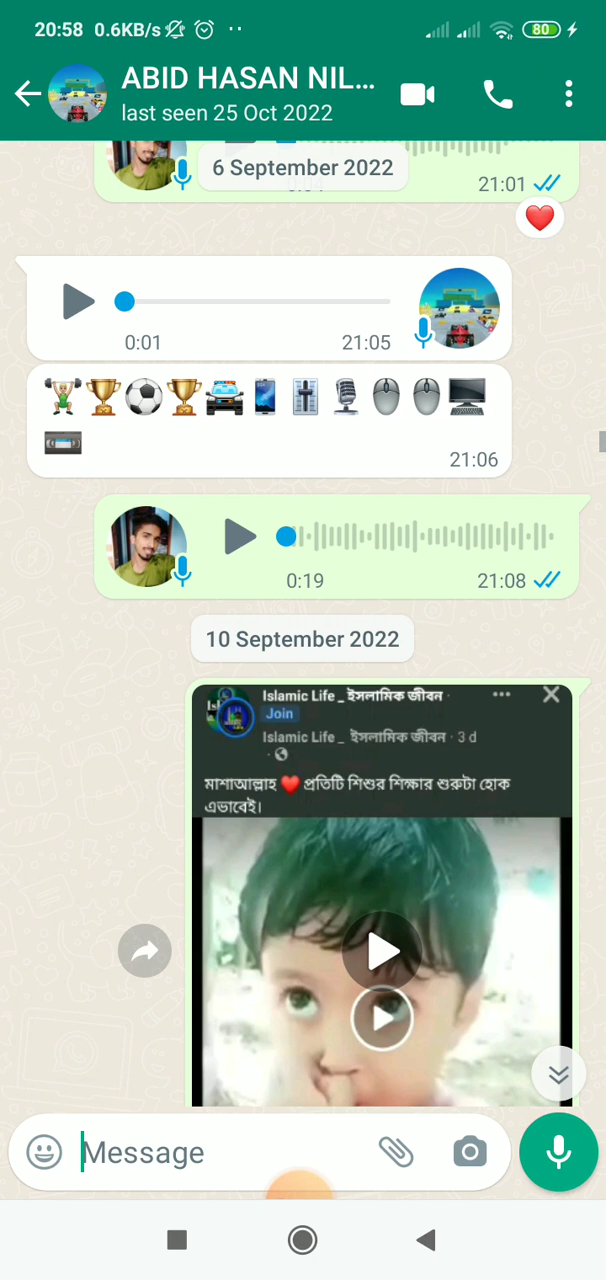 20:58 0.6KB/s
80
ABID HASAN NIL...
last seen 25 Oct 2022
6 September 2022
21:01
0:01
21:05
21:06
0:19
21:08
10 September 2022
Islamic Life _ ইসলামিক জীবন ·
Join
Islamic Life _ ইসলামিক জীবন · 3 d
মাশাআল্লাহ ❤️ প্রতিটি শিশুর শিক্ষার শুরুটা হোক
এভাবেই।
Message